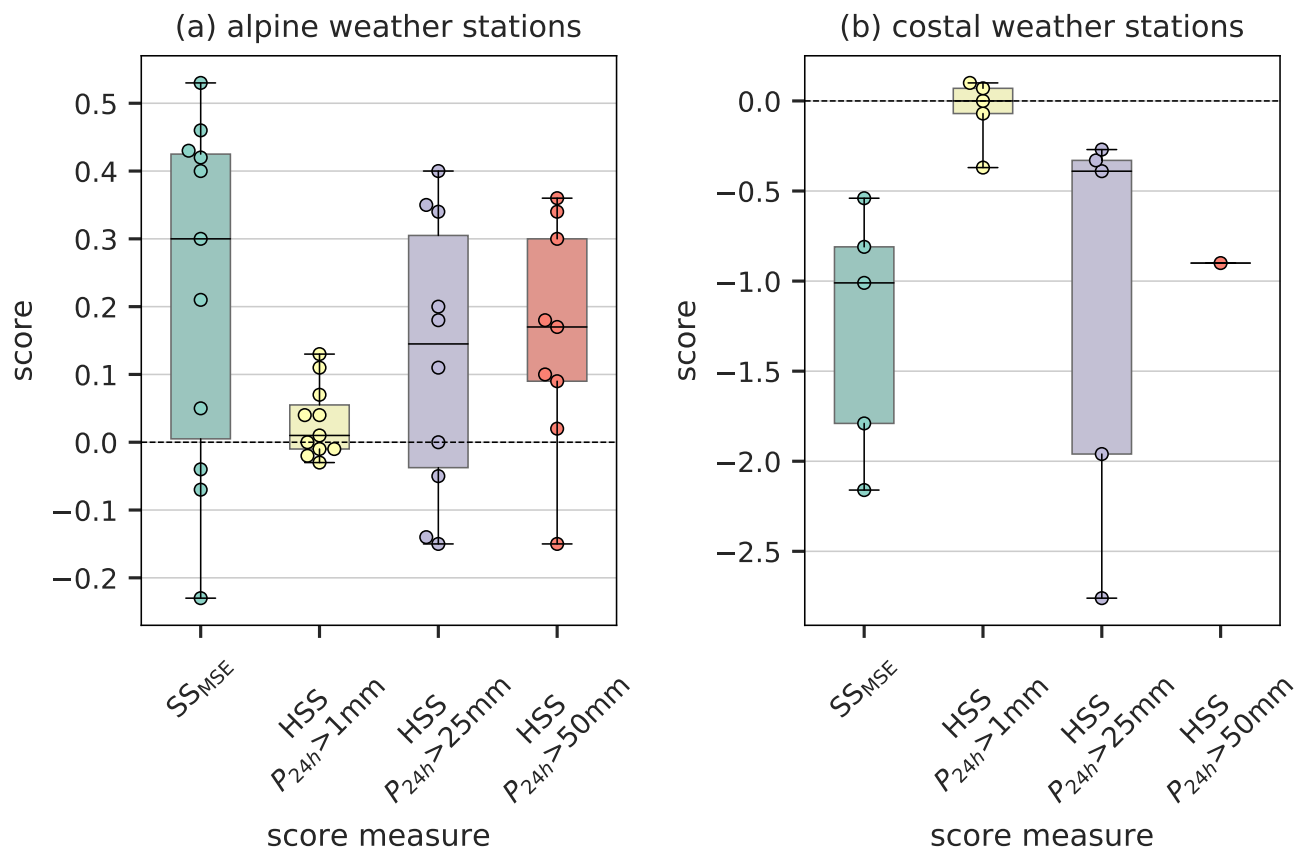 (a) alpine weather stations
score
0.5
0.4
0.3
0.2
0.1
0.0
−0.1
−0.2
SSMSE
HSS
P24h>1mm
HSS
P24h>25mm
HSS
P24h>50mm
score measure
(b) costal weather stations
score
0.0
−0.5
−1.0
−1.5
−2.0
−2.5
SSMSE
HSS
P24h>1mm
HSS
P24h>25mm
HSS
P24h>50mm
score measure